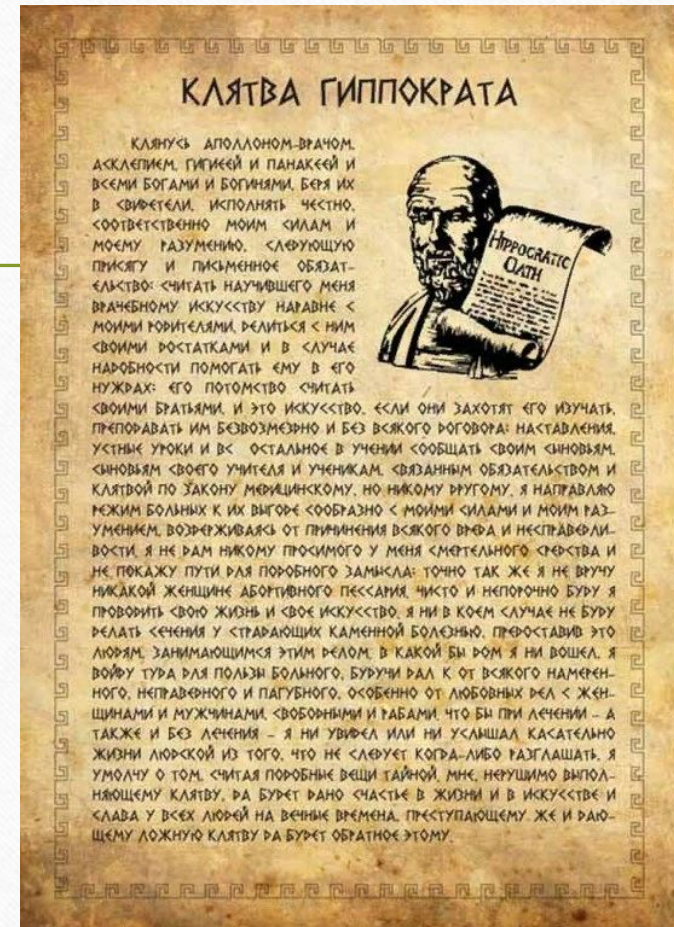 КЛЯТВА ГИППОКРАТА
КЛЯНУСЬ АПОЛЛОНОМ-ВРАЧОМ,
АСКЛЕПИЕМ, ГИГИЕЕЙ И ПАНАКЕЕЙ И
ВСЕМИ БОГАМИ И БОГИНЯМИ, БЕРЯ ИХ
В СВИДЕТЕЛИ, ИСПОЛНЯТЬ ЧЕСТНО,
СООТВЕТСТВЕННО МОИМ СИЛАМ И
МОЕМУ РАЗУМЕНИЮ, СЛЕДУЮЩУЮ
ПРИСЯГУ И ПИСЬМЕННОЕ ОБЯЗАТ-
ЕЛЬСТВО: СЧИТАТЬ НАУЧИВШЕГО МЕНЯ
ВРАЧЕБНОМУ ИСКУССТВУ НАРАВНЕ С
МОИМИ РОДИТЕЛЯМИ, ДЕЛИТЬСЯ С НИМ
СВОИМИ ДОСТАТКАМИ И В СЛУЧАЕ
НАДОБНОСТИ ПОМОГАТЬ ЕМУ В ЕГО
НУЖДАХ; ЕГО ПОТОМСТВО СЧИТАТЬ
СВОИМИ БРАТЬЯМИ, И ЭТО ИСКУССТВО, ЕСЛИ ОНИ ЗАХОТЯТ ЕГО ИЗУЧАТЬ,
ПРЕПОДАВАТЬ ИМ БЕЗВОЗМЕЗДНО И БЕЗ ВСЯКОГО ДОГОВОРА; НАСТАВЛЕНИЯ,
УСТНЫЕ УРОКИ И ВС ОСТАЛЬНОЕ В УЧЕНИИ СООБЩАТЬ СВОИМ СЫНОВЬЯМ,
СЫНОВЬЯМ СВОЕГО УЧИТЕЛЯ И УЧЕНИКАМ, СВЯЗАННЫМ ОБЯЗАТЕЛЬСТВОМ И
КЛЯТВОЙ ПО ЗАКОНУ МЕДИЦИНСКОМУ, НО НИКОМУ ДРУГОМУ. Я НАПРАВЛЯЮ
РЕЖИМ БОЛЬНЫХ К ИХ ВЫГОДЕ СООБРАЗНО С МОИМИ СИЛАМИ И МОИМ РАЗ-
УМЕНИЕМ, ВОЗДЕРЖИВАЯСЬ ОТ ПРИЧИНЕНИЯ ВСЯКОГО ВРЕДА И НЕСПРАВЕДЛИ-
ВОСТИ. Я НЕ ДАМ НИКОМУ ПРОСИМОГО У МЕНЯ СМЕРТЕЛЬНОГО СРЕДСТВА И
НЕ ПОКАЖУ ПУТИ ДЛЯ ПОДОБНОГО ЗАМЫСЛА; ТОЧНО ТАК ЖЕ Я НЕ ВРУЧУ
НИКАКОЙ ЖЕНЩИНЕ АБОРТИВНОГО ПЕССАРИЯ. ЧИСТО И НЕПОРОЧНО БУДУ Я
ПРОВОДИТЬ СВОЮ ЖИЗНЬ И СВОЕ ИСКУССТВО. Я НИ В КОЕМ СЛУЧАЕ НЕ БУДУ
ДЕЛАТЬ СЕЧЕНИЯ У СТРАДАЮЩИХ КАМЕННОЙ БОЛЕЗНЬЮ, ПРЕДОСТАВИВ ЭТО
ЛЮДЯМ, ЗАНИМАЮЩИМСЯ ЭТИМ ДЕЛОМ. В КАКОЙ БЫ ДОМ Я НИ ВОШЕЛ, Я
ВОЙДУ ТУДА ДЛЯ ПОЛЬЗЫ БОЛЬНОГО, БУДУЧИ ДАЛ К ОТ ВСЯКОГО НАМЕРЕН-
НОГО, НЕПРАВЕДНОГО И ПАГУБНОГО, ОСОБЕННО ОТ ЛЮБОВНЫХ ДЕЛ С ЖЕН-
ЩИНАМИ И МУЖЧИНАМИ, СВОБОДНЫМИ И РАБАМИ. ЧТО БЫ ПРИ ЛЕЧЕНИИ – А
ТАКЖЕ И БЕЗ ЛЕЧЕНИЯ – Я НИ УВИДЕЛ ИЛИ НИ УСЛЫШАЛ КАСАТЕЛЬНО
ЖИЗНИ ЛЮДСКОЙ ИЗ ТОГО, ЧТО НЕ СЛЕДУЕТ КОГДА-ЛИБО РАЗГЛАШАТЬ, Я
УМОЛЧУ О ТОМ, СЧИТАЯ ПОДОБНЫЕ ВЕЩИ ТАЙНОЙ. МНЕ, НЕРУШИМО ВЫПОЛ-
НЯЮЩЕМУ КЛЯТВУ, ДА БУДЕТ ДАНО СЧАСТЬЕ В ЖИЗНИ И В ИСКУССТВЕ И
СЛАВА У ВСЕХ ЛЮДЕЙ НА ВЕЧНЫЕ ВРЕМЕНА, ПРЕСТУПАЮЩЕМУ ЖЕ И ДАЮ-
ЩЕМУ ЛОЖНУЮ КЛЯТВУ ДА БУДЕТ ОБРАТНОЕ ЭТОМУ.
HIPPOCRATIC
OATH